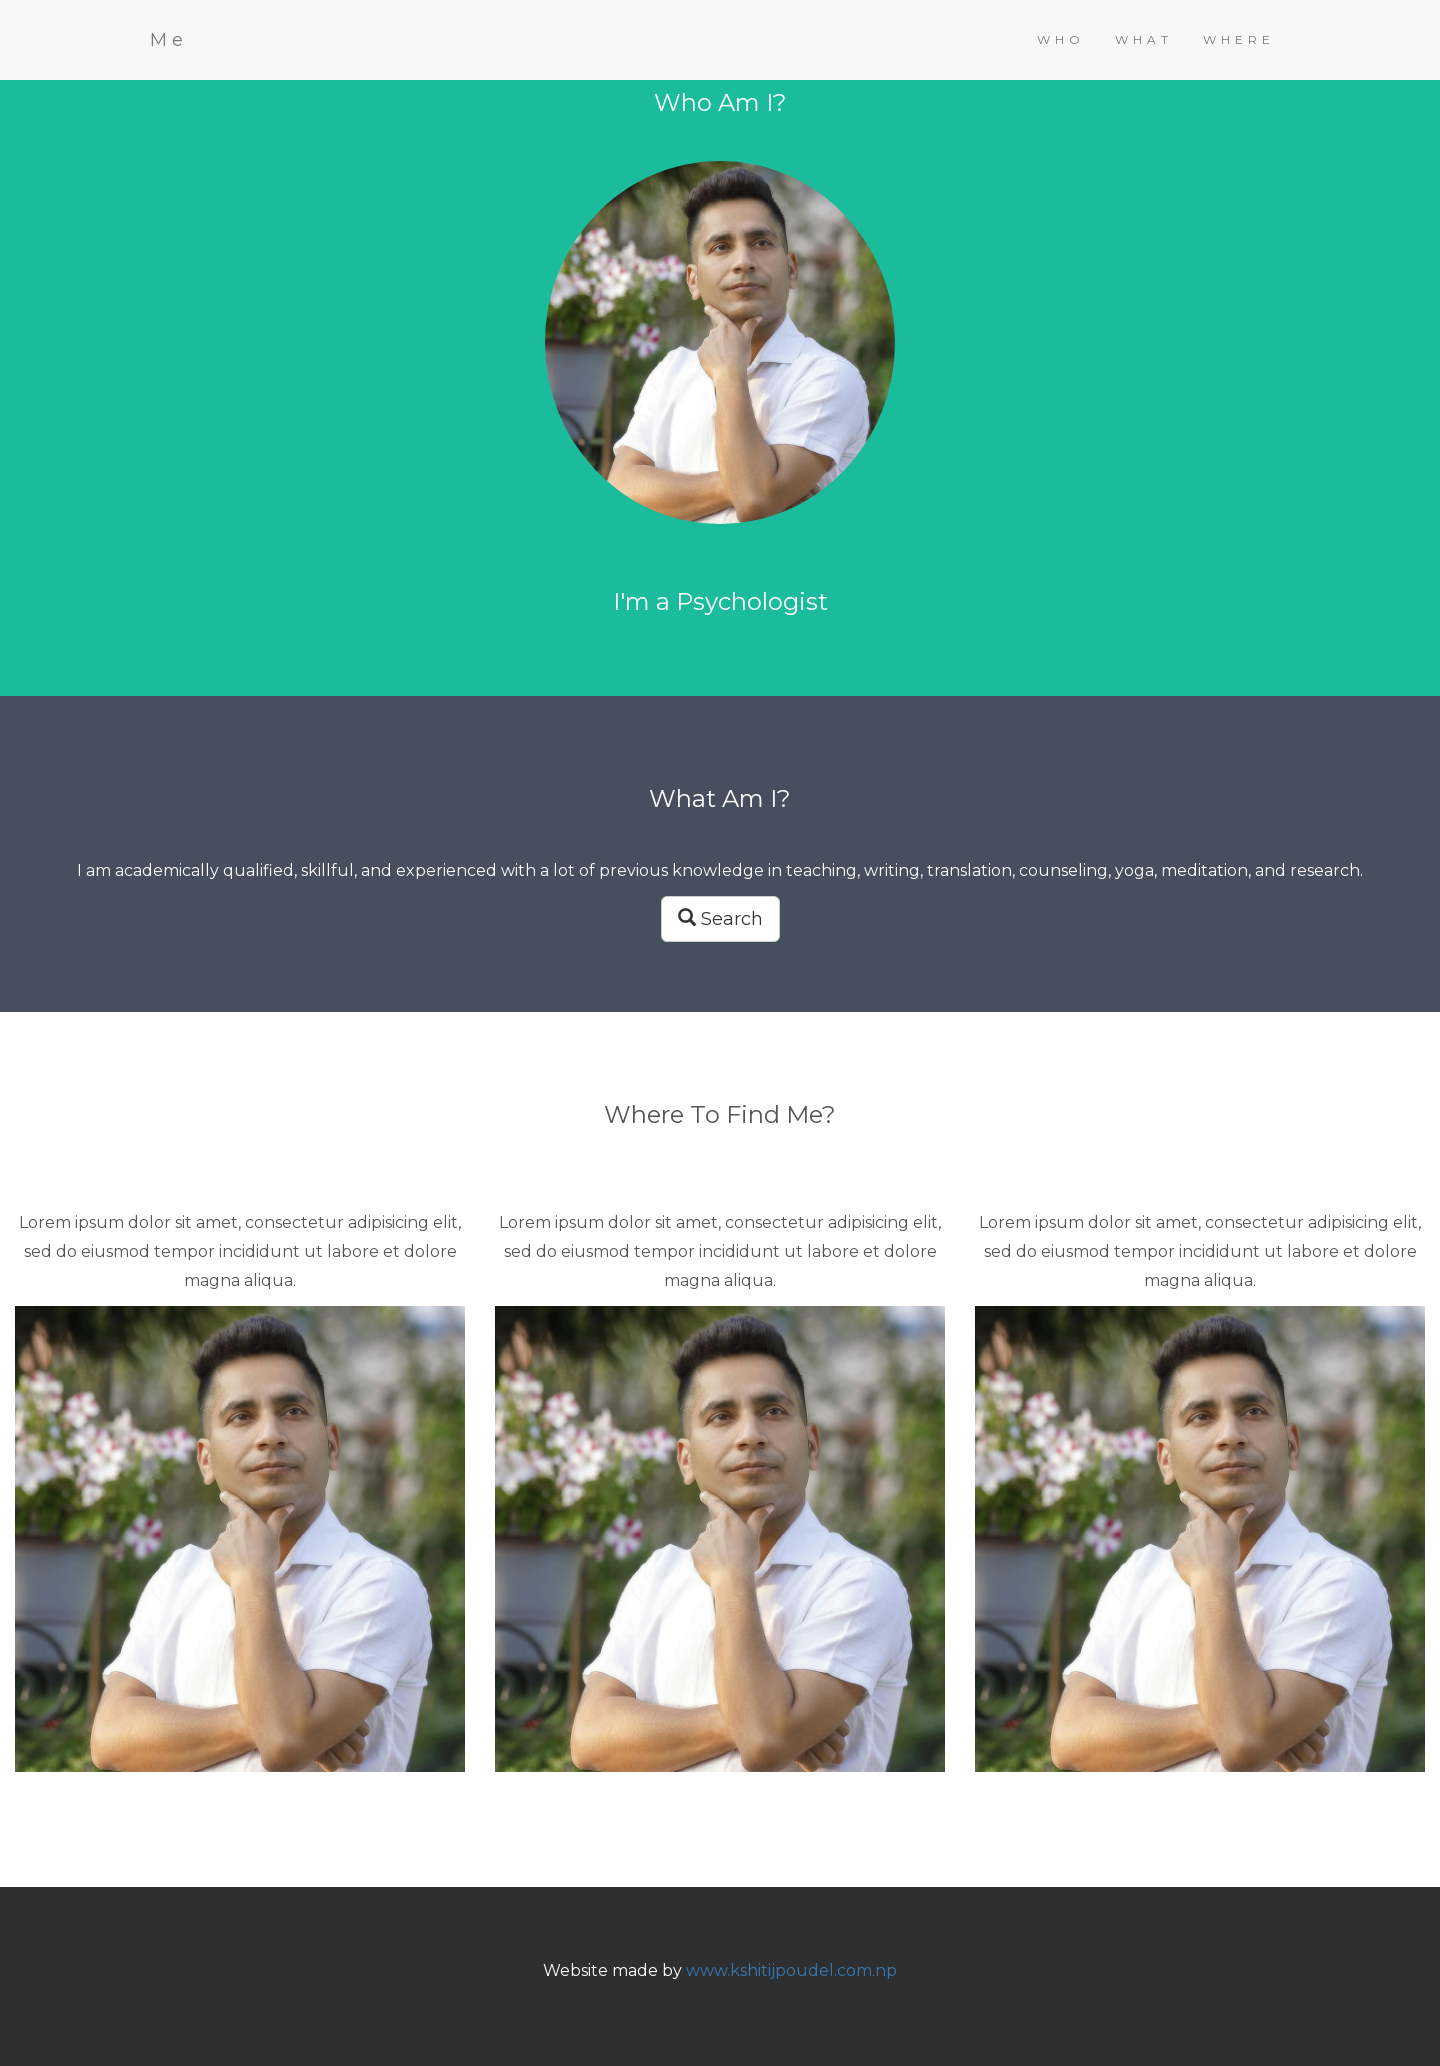 Me
WHO WHAT WHERE
Who Am I?
I'm a Psychologist
What Am I?
I am academically qualified, skillful, and experienced with a lot of previous knowledge in teaching, writing, translation, counseling, yoga, meditation, and research.
Search
Where To Find Me?
Lorem ipsum dolor sit amet, consectetur adipisicing elit,
sed do eiusmod tempor incididunt ut labore et dolore
magna aliqua.
Lorem ipsum dolor sit amet, consectetur adipisicing elit,
sed do eiusmod tempor incididunt ut labore et dolore
magna aliqua.
Lorem ipsum dolor sit amet, consectetur adipisicing elit,
sed do eiusmod tempor incididunt ut labore et dolore
magna aliqua.
Website made by www.kshitijpoudel.com.np